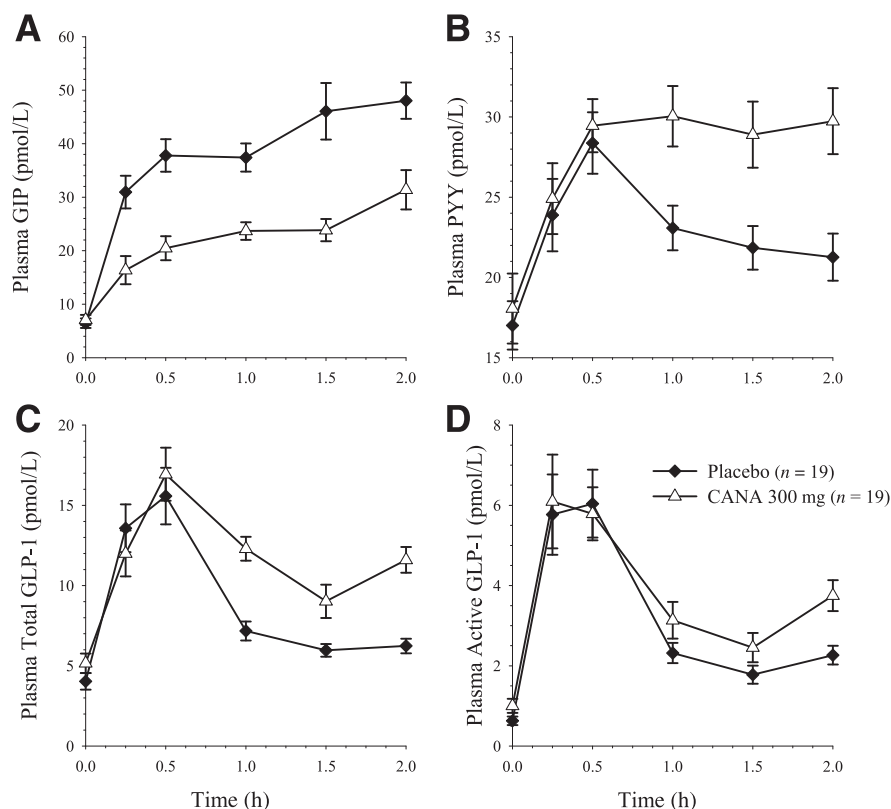 A
Plasma GIP (pmol/L)
60
50
40
30
20
10
0
0.0 0.5 1.0 1.5 2.0
B
Plasma PYY (pmol/L)
35
30
25
20
15
0.0 0.5 1.0 1.5 2.0
C
Plasma Total GLP-1 (pmol/L)
20
15
10
5
0
0.0 0.5 1.0 1.5 2.0
Time (h)
D
Plasma Active GLP-1 (pmol/L)
8
6
4
2
0
0.0 0.5 1.0 1.5 2.0
Time (h)
Placebo (n = 19)
CANA 300 mg (n = 19)